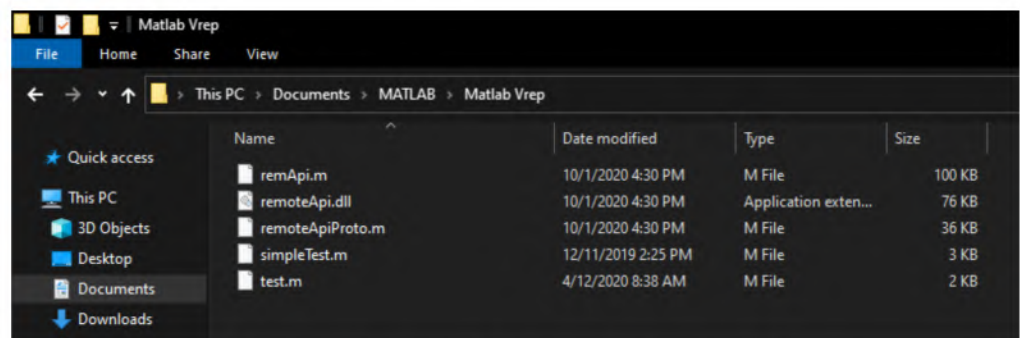 Matlab Vrep
File Home Share View
This PC > Documents > MATLAB > Matlab Vrep
Name Date modified Type Size
Quick access
This PC
3D Objects
Desktop
Documents
Downloads
remApi.m 10/1/2020 4:30 PM M File 100 KB
remoteApi.dll 10/1/2020 4:30 PM Application exten... 76 KB
remoteApiProto.m 10/1/2020 4:30 PM M File 36 KB
simpleTest.m 12/11/2019 2:25 PM M File 3 KB
test.m 4/12/2020 8:38 AM M File 2 KB